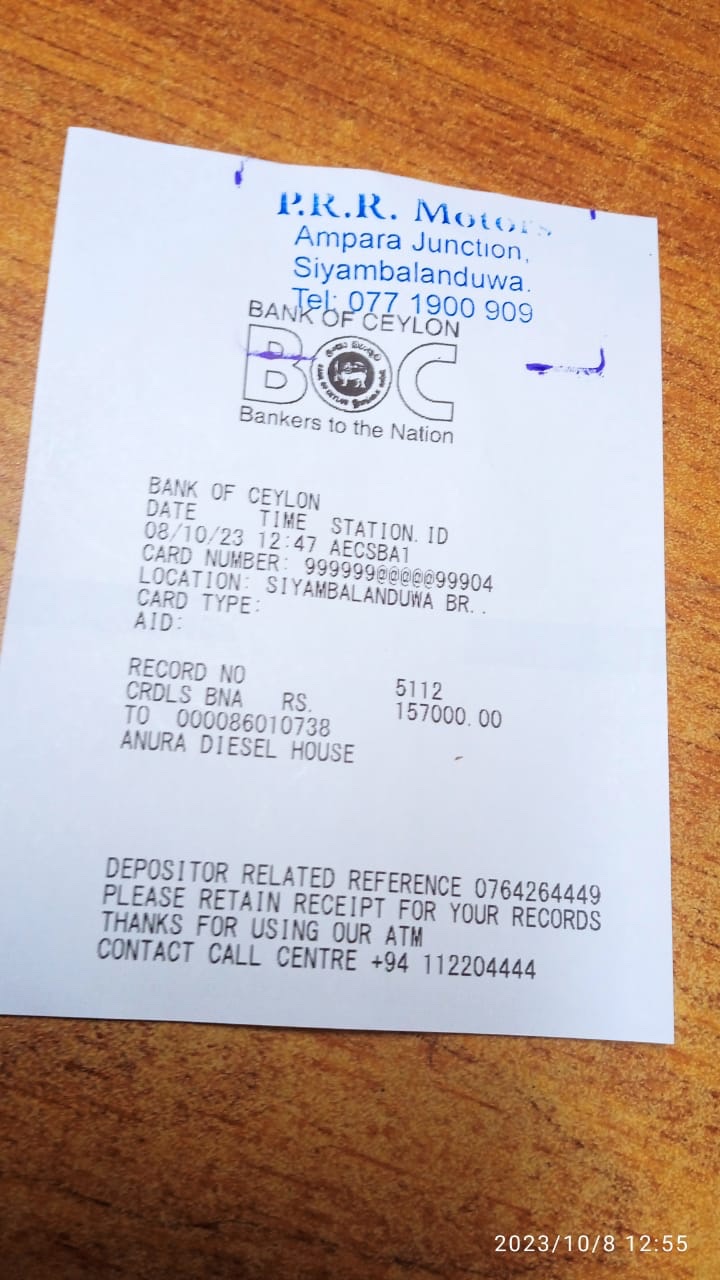 P.R.R. Motors
Ampara Junction,
Siyambalanduwa.
Tel: 077 1900 909
BANK OF CEYLON
BOC
Bankers to the Nation
BANK OF CEYLON
DATE TIME STATION.ID
08/10/23 12:47 AECSBA1
CARD NUMBER: 999999@@@@@99904
LOCATION: SIYAMBALANDUWA BR..
CARD TYPE:
AID:
RECORD NO 5112
CRDLS BNA RS. 157000.00
TO 000086010738
ANURA DIESEL HOUSE
DEPOSITOR RELATED REFERENCE 0764264449
PLEASE RETAIN RECEIPT FOR YOUR RECORDS
THANKS FOR USING OUR ATM
CONTACT CALL CENTRE +94 112204444
2023/10/8 12:55